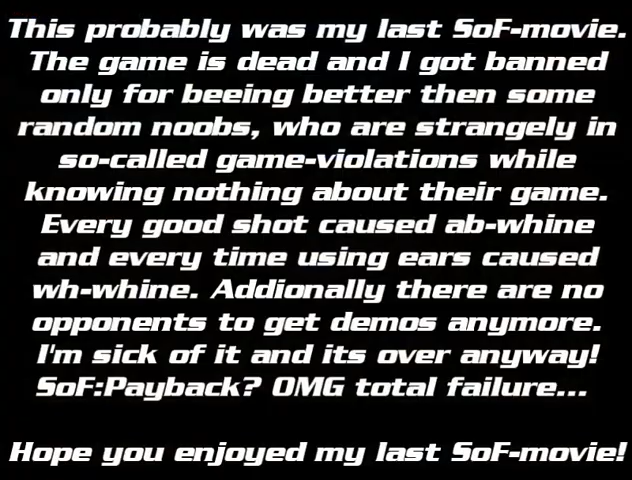 This probably was my last SoF-movie.
The game is dead and I got banned
only for beeing better then some
random noobs, who are strangely in
so-called game-violations while
knowing nothing about their game.
Every good shot caused ab-whine
and every time using ears caused
wh-whine. Addionally there are no
opponents to get demos anymore.
I'm sick of it and its over anyway!
SoF:Payback? OMG total failure...
Hope you enjoyed my last SoF-movie!